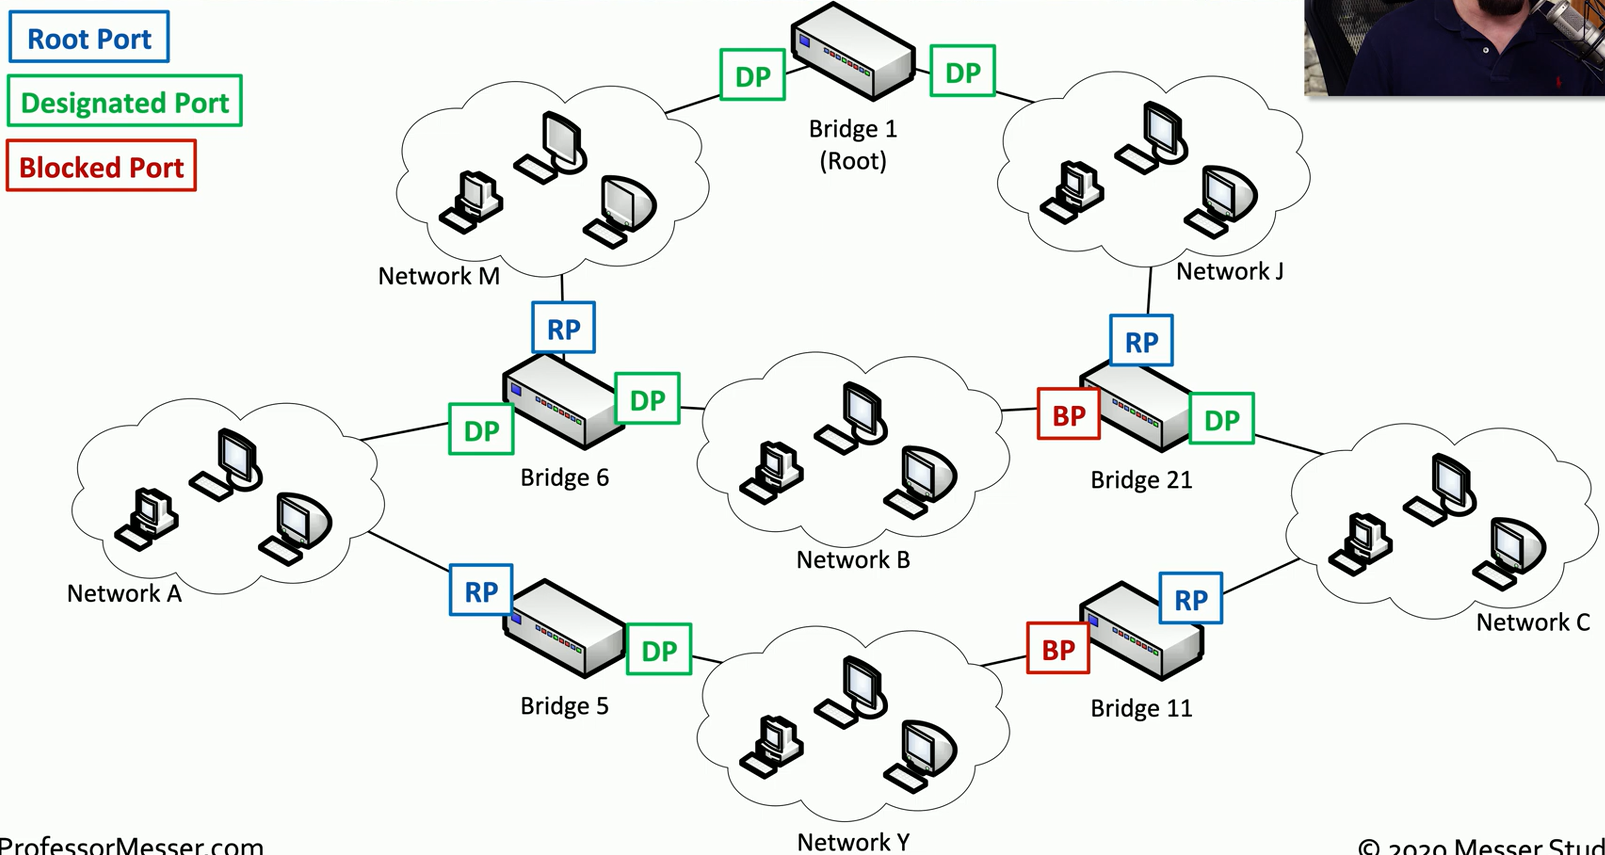 Root Port
Designated Port
Blocked Port
DP
DP
Bridge 1
(Root)
Network M
Network J
RP
RP
DP
DP
BP
DP
Bridge 6
Bridge 21
Network B
Network A
Network C
RP
DP
BP
RP
Bridge 5
Bridge 11
Network Y
ProfessorMesser.com
© 2020 Messer Stud